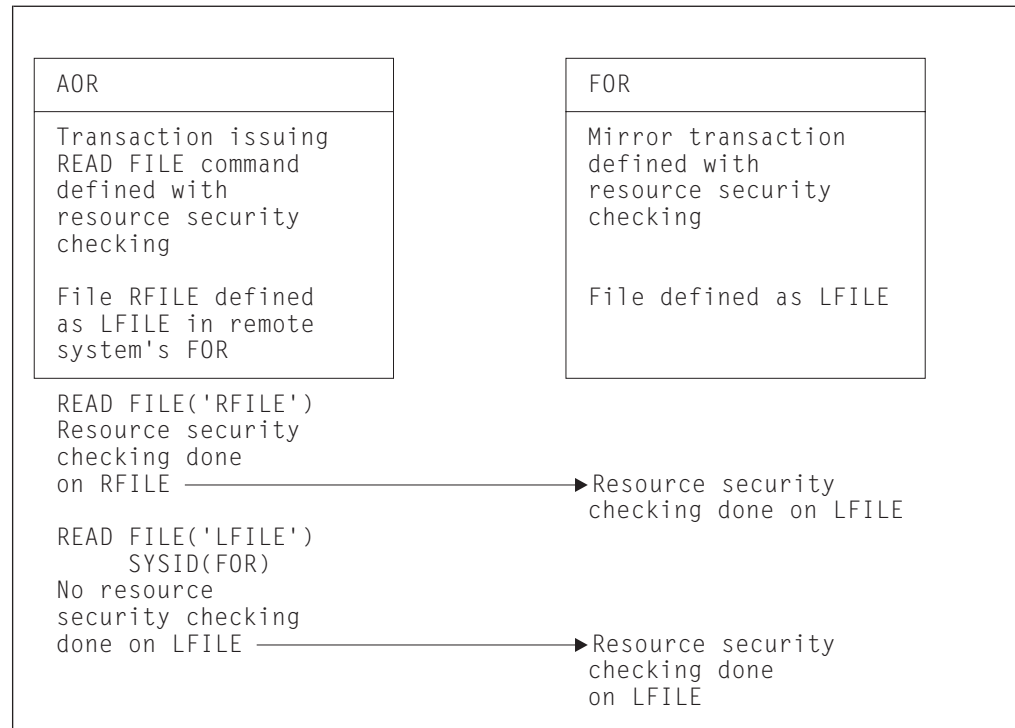 AOR
Transaction issuing
READ FILE command
defined with
resource security
checking
File RFILE defined
as LFILE in remote
system's FOR
FOR
Mirror transaction
defined with
resource security
checking
File defined as LFILE
READ FILE('RFILE')
Resource security
checking done
on RFILE
Resource security
checking done on LFILE
READ FILE('LFILE')
SYSID(FOR)
No resource
security checking
done on LFILE
Resource security
checking done
on LFILE